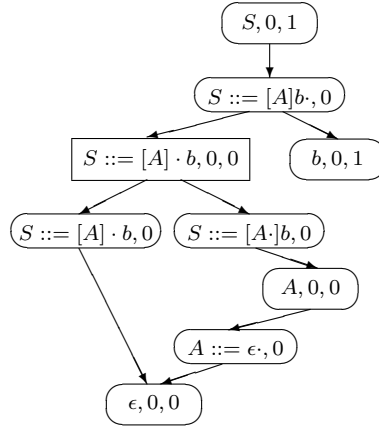 S, 0, 1
S ::= [A]b·, 0
S ::= [A] · b, 0, 0
b, 0, 1
S ::= [A] · b, 0
S ::= [A·]b, 0
A, 0, 0
A ::= ϵ·, 0
ϵ, 0, 0